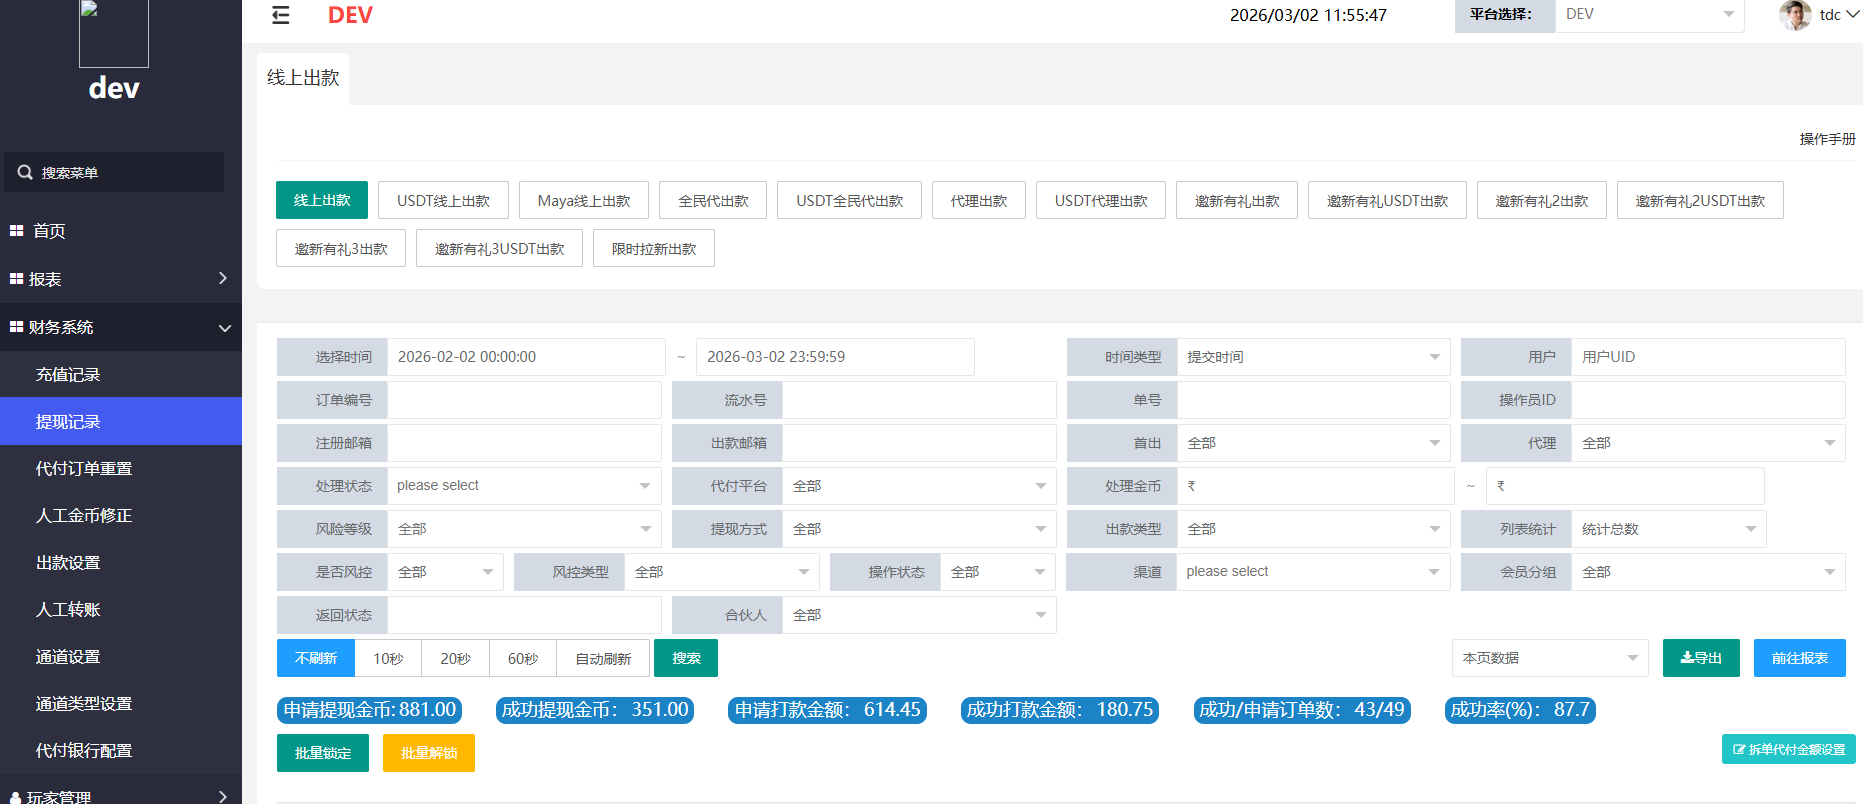 DEV
2026/03/02 11:55:47
平台选择：
DEV
tdc
dev
搜索菜单
首页
报表
财务系统
充值记录
提现记录
代付订单重置
人工金币修正
出款设置
人工转账
通道设置
通道类型设置
代付银行配置
玩家管理
线上出款
操作手册
线上出款 USDT线上出款 Maya线上出款 全民代出款 USDT全民代出款 代理出款 USDT代理出款 邀新有礼出款 邀新有礼USDT出款 邀新有礼2出款 邀新有礼2USDT出款
邀新有礼3出款 邀新有礼3USDT出款 限时拉新出款
选择时间 2026-02-02 00:00:00 ~ 2026-03-02 23:59:59 时间类型 提交时间 用户 用户UID
订单编号 流水号 单号 操作员ID
注册邮箱 出款邮箱 首出 全部 代理 全部
处理状态 please select 代付平台 全部 处理金币 ₹ ~ ₹
风险等级 全部 提现方式 全部 出款类型 全部 列表统计 统计总数
是否风控 全部 风控类型 全部 操作状态 全部 渠道 please select 会员分组 全部
返回状态 合伙人 全部
不刷新 10秒 20秒 60秒 自动刷新 搜索 本页数据 导出 前往报表
申请提现金币: 881.00 成功提现金币： 351.00 申请打款金额： 614.45 成功打款金额： 180.75 成功/申请订单数： 43/49 成功率(%)： 87.7
批量锁定 批量解锁 拆单代付金额设置